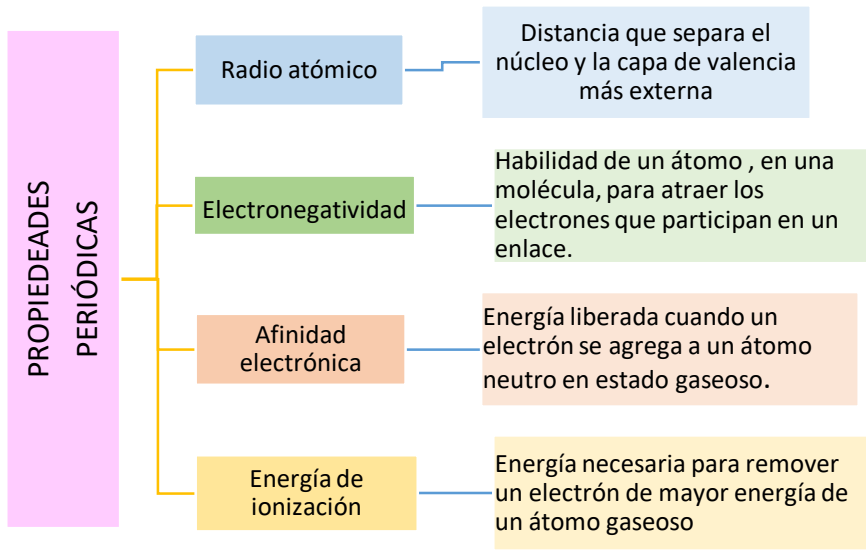 PROPIEDEADES
PERIÓDICAS
Radio atómico
Distancia que separa el
núcleo y la capa de valencia
más externa
Electronegatividad
Habilidad de un átomo , en una
molécula, para atraer los
electrones que participan en un
enlace.
Afinidad
electrónica
Energía liberada cuando un
electrón se agrega a un átomo
neutro en estado gaseoso.
Energía de
ionización
Energía necesaria para remover
un electrón de mayor energía de
un átomo gaseoso